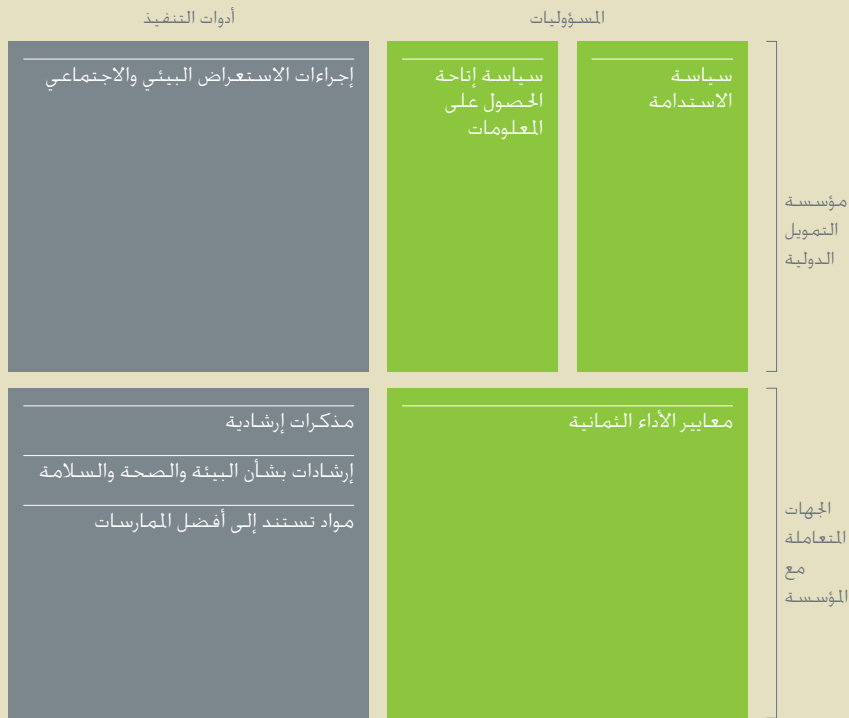 المسؤوليات
أدوات التنفيذ
سياسة
الاستدامة
سياسة إتاحة
الحصول على
المعلومات
إجراءات الاستعراض البيئي والاجتماعي
مؤسسة
التمويل
الدولية
معايير الأداء الثمانية
مذكرات إرشادية
إرشادات بشأن البيئة والصحة والسلامة
مواد تستند إلى أفضل الممارسات
الجهات
المتعاملة
مع
المؤسسة